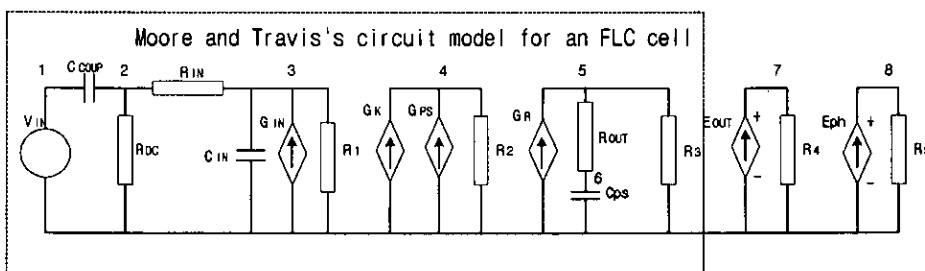 Moore and Travis's circuit model for an FLC cell
1 CCOUP 2 RIN 3 4 5 7 8
VIN RDC CIN GIN R1 GK GPS R2 GR ROUT R3 EOUT + R4 Eph +
6
CPS
− −